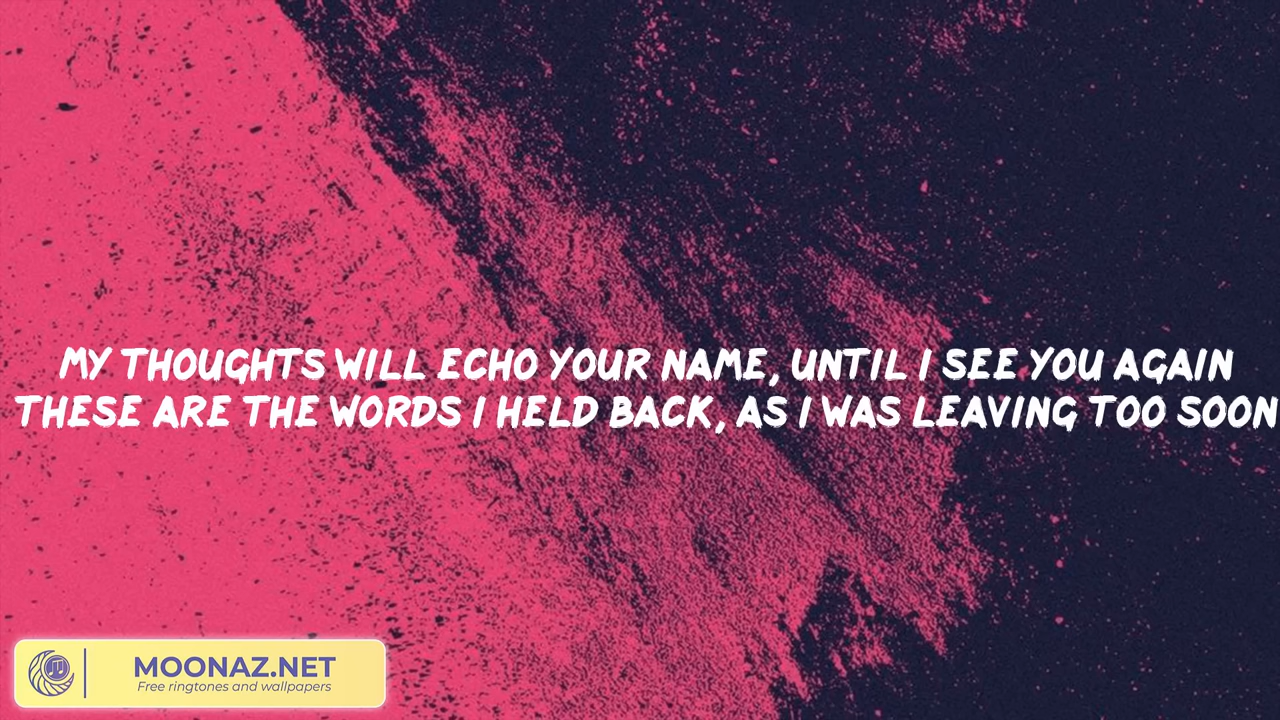 MY THOUGHTS WILL ECHO YOUR NAME, UNTIL I SEE YOU AGAIN
THESE ARE THE WORDS I HELD BACK, AS I WAS LEAVING TOO SOON
MOONAZ.NET
Free ringtones and wallpapers